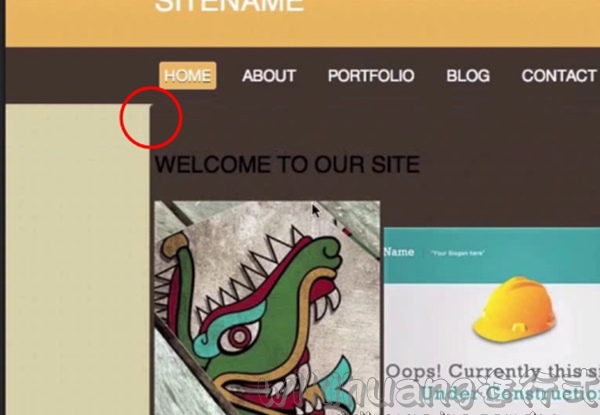 SITENAME
HOME ABOUT PORTFOLIO BLOG CONTACT
WELCOME TO OUR SITE
Name "Your Slogan here"
Oops! Currently this s
Under Construction